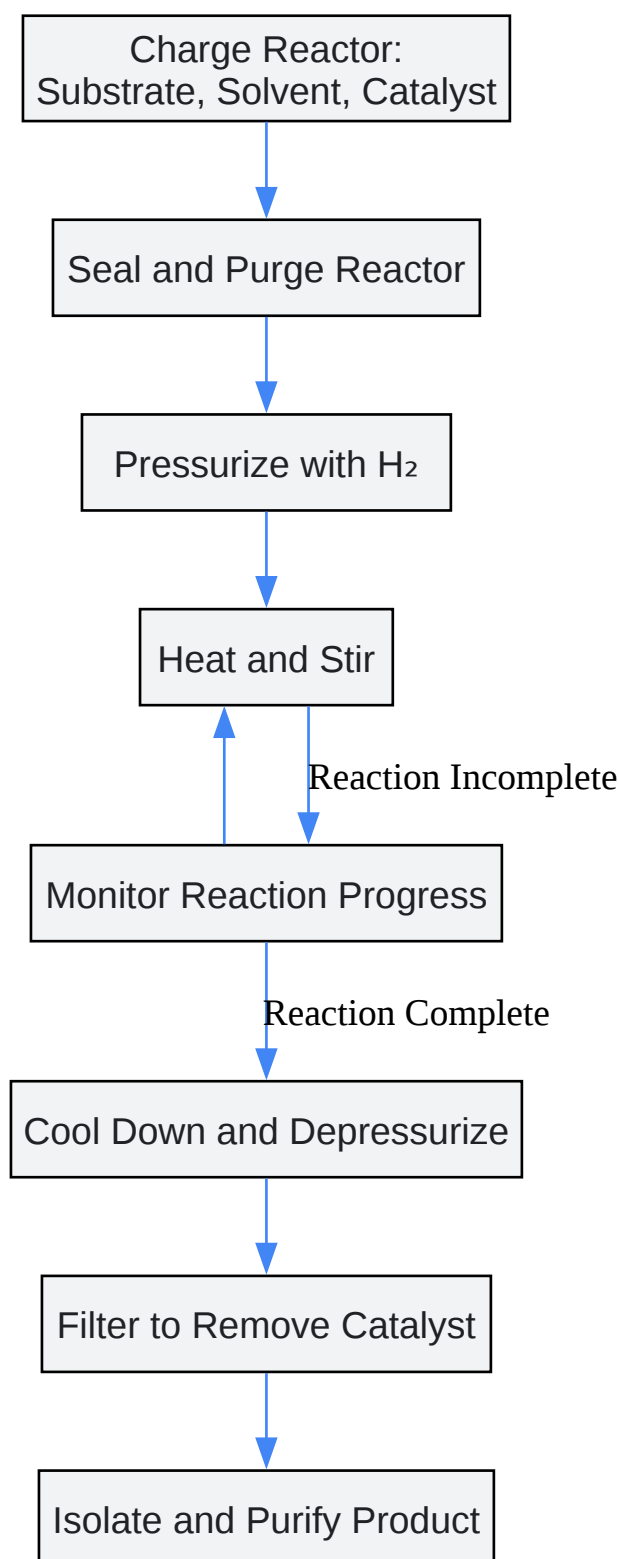 Charge Reactor:
Substrate, Solvent, Catalyst
Seal and Purge Reactor
Pressurize with H₂
Heat and Stir
Reaction Incomplete
Monitor Reaction Progress
Reaction Complete
Cool Down and Depressurize
Filter to Remove Catalyst
Isolate and Purify Product